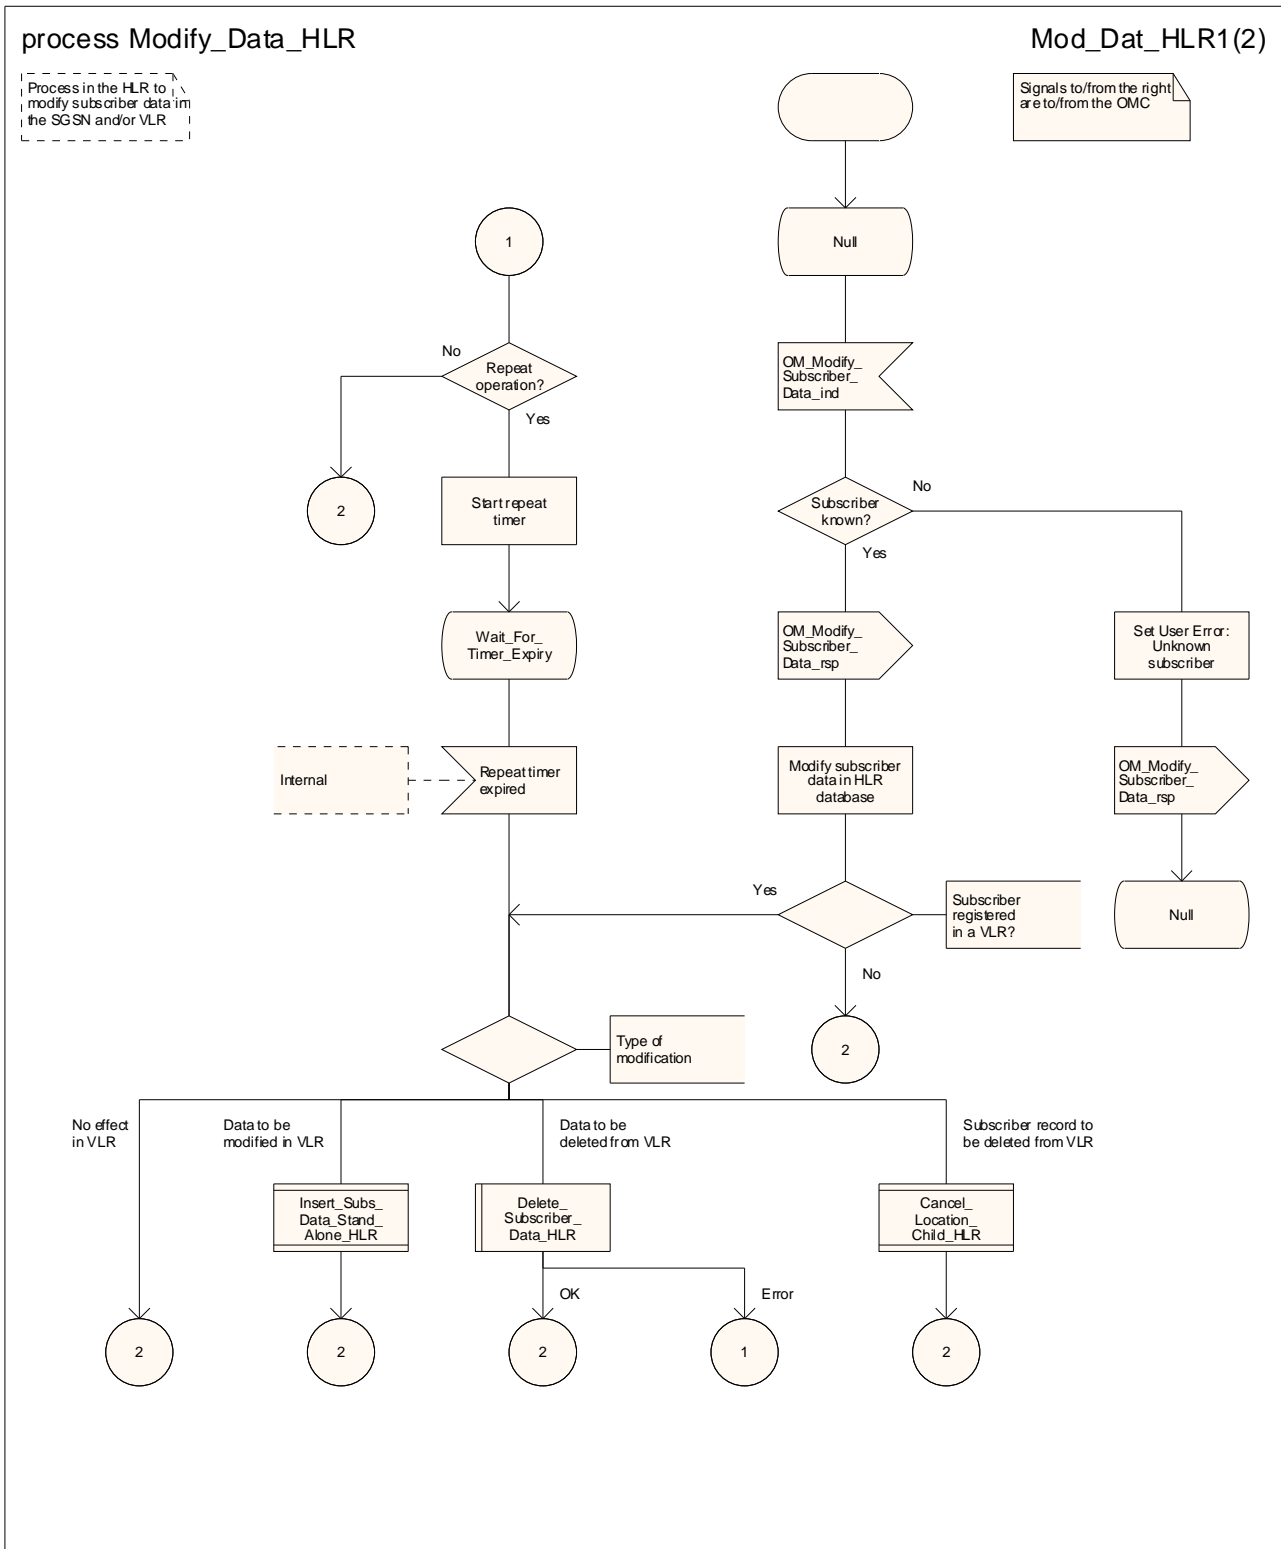 process Modify_Data_HLR
Mod_Dat_HLR1(2)
Process in the HLR to
modify subscriber data in
the SGSN and/or VLR
Signals to/from the right
are to/from the OMC
1
Null
No
Repeat
operation?
Yes
OM_Modify_
Subscriber_
Data_ind
2
Start repeat
timer
Subscriber
known?
No
Yes
Wait_For_
Timer_Expiry
OM_Modify_
Subscriber_
Data_rsp
Set User Error:
Unknown
subscriber
Internal
Repeat timer
expired
Modify subscriber
data in HLR
database
OM_Modify_
Subscriber_
Data_rsp
Yes
Subscriber
registered
in a VLR?
Null
No
Type of
modification
2
No effect
in VLR
Data to be
modified in VLR
Data to be
deleted from VLR
Subscriber record to
be deleted from VLR
Insert_Subs_
Data_Stand_
Alone_HLR
Delete_
Subscriber_
Data_HLR
Cancel_
Location_
Child_HLR
OK
Error
2
2
2
1
2